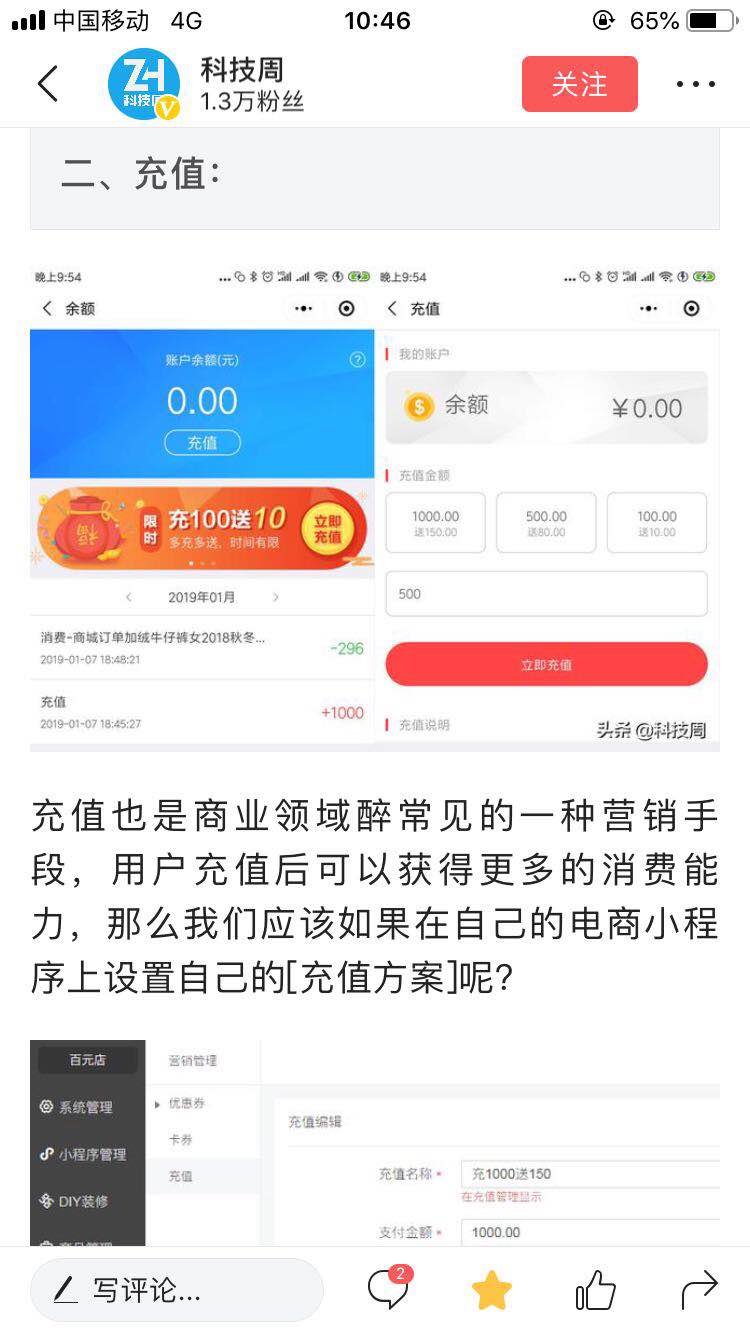 中国移动 4G 10:46 65%
ZH
科技周
V
科技周
1.3万粉丝
关注
二、充值：
晚上9:54
余额
账户余额(元)
?
0.00
充值
福
限时
充100送10
多充多送，时间有限
立即
充值
2019年01月
消费-商城订单加绒牛仔裤女2018秋冬...
-296
2019-01-07 18:48:21
充值
+1000
2019-01-07 18:45:27
晚上9:54
充值
我的账户
$
余额
￥0.00
充值金额
1000.00
送150.00
500.00
送80.00
100.00
送10.00
500
立即充值
充值说明
头条 @科技周
充值也是商业领域醉常见的一种营销手
段，用户充值后可以获得更多的消费能
力，那么我们应该如果在自己的电商小程
序上设置自己的[充值方案]呢？
百元店
系统管理
小程序管理
DIY装修
商品管理
营销管理
优惠券
卡券
充值
充值编辑
充值名称 * 充1000送150
在充值管理显示
支付金额 * 1000.00
写评论...
2